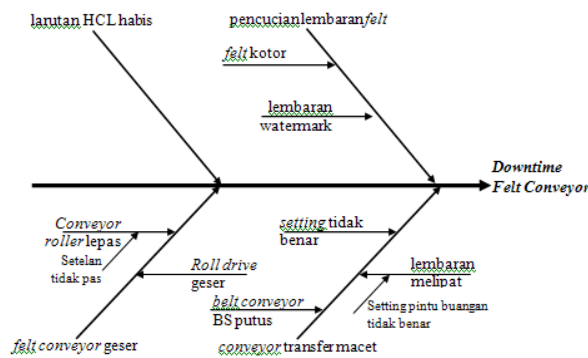 larutan HCL habis
pencucian lembaran felt
felt kotor
lembaran
watermark
Downtime
Felt Conveyor
Conveyor
roller lepas
Setelan
tidak pas
Roll drive
geser
felt conveyor geser
setting tidak
benar
lembaran
melipat
Setting pintu buangan
tidak benar
belt conveyor
BS putus
conveyor transfer macet